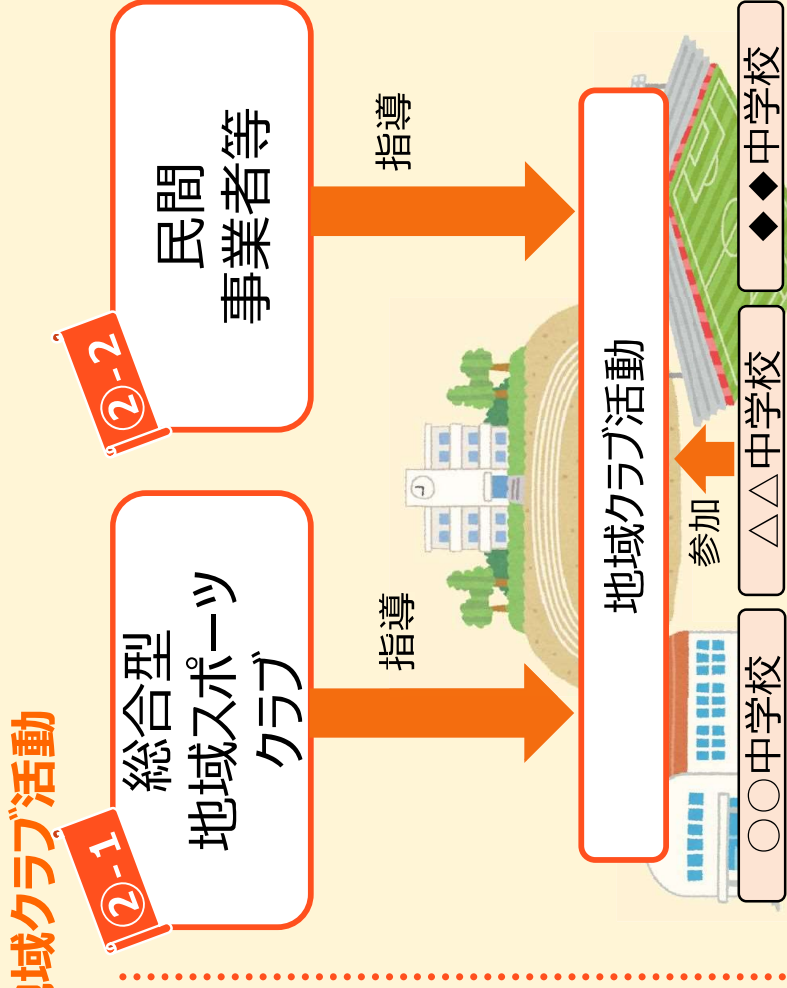 域クラブ活動
②-1
総合型
地域スポーツ
クラブ
②-2
民間
事業者等
指導
指導
地域クラブ活動
参加
○○中学校
△△中学校
◆◆中学校